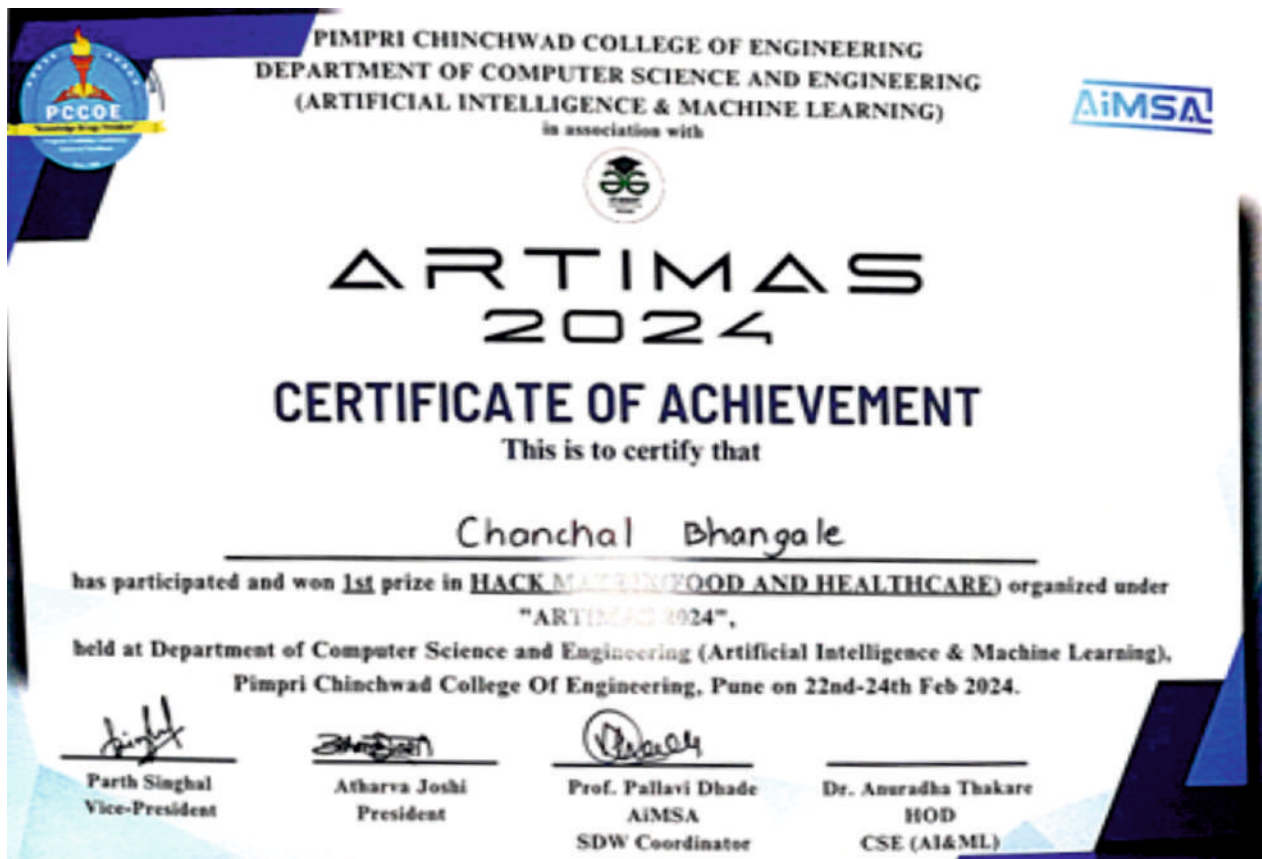 PIMPRI CHINCHWAD COLLEGE OF ENGINEERING
DEPARTMENT OF COMPUTER SCIENCE AND ENGINEERING
(ARTIFICIAL INTELLIGENCE & MACHINE LEARNING)
in association with
PCCOE
AiMSA
ARTIMAS
2024
CERTIFICATE OF ACHIEVEMENT
This is to certify that
Chanchal Bhangale
has participated and won 1st prize in HACK MATRIX(FOOD AND HEALTHCARE) organized under
"ARTIMAS 2024",
held at Department of Computer Science and Engineering (Artificial Intelligence & Machine Learning),
Pimpri Chinchwad College Of Engineering, Pune on 22nd-24th Feb 2024.
Parth Singhal
Vice-President
Atharva Joshi
President
Prof. Pallavi Dhade
AiMSA
SDW Coordinator
Dr. Anuradha Thakare
HOD
CSE (AI&ML)